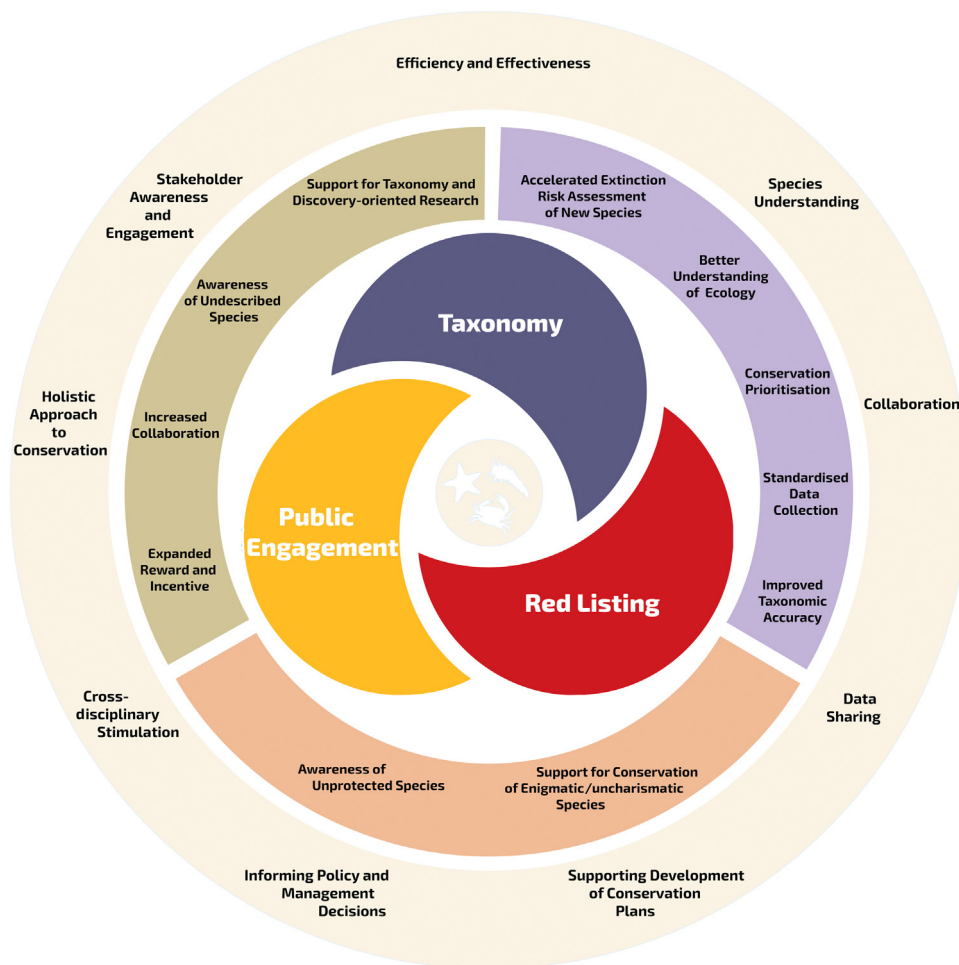 Efficiency and Effectiveness
Stakeholder
Awareness
and
Engagement
Species
Understanding
Holistic
Approach
to
Conservation
Collaboration
Cross-
disciplinary
Stimulation
Data
Sharing
Informing Policy and
Management
Decisions
Supporting Development
of Conservation
Plans
Support for Taxonomy and
Discovery-oriented Research
Awareness
of Undescribed
Species
Increased
Collaboration
Expanded
Reward and
Incentive
Accelerated Extinction
Risk Assessment
of New Species
Better
Understanding
of Ecology
Conservation
Prioritisation
Standardised
Data
Collection
Improved
Taxonomic
Accuracy
Awareness of
Unprotected Species
Support for Conservation
of Enigmatic/uncharismatic
Species
Taxonomy
Public
Engagement
Red Listing